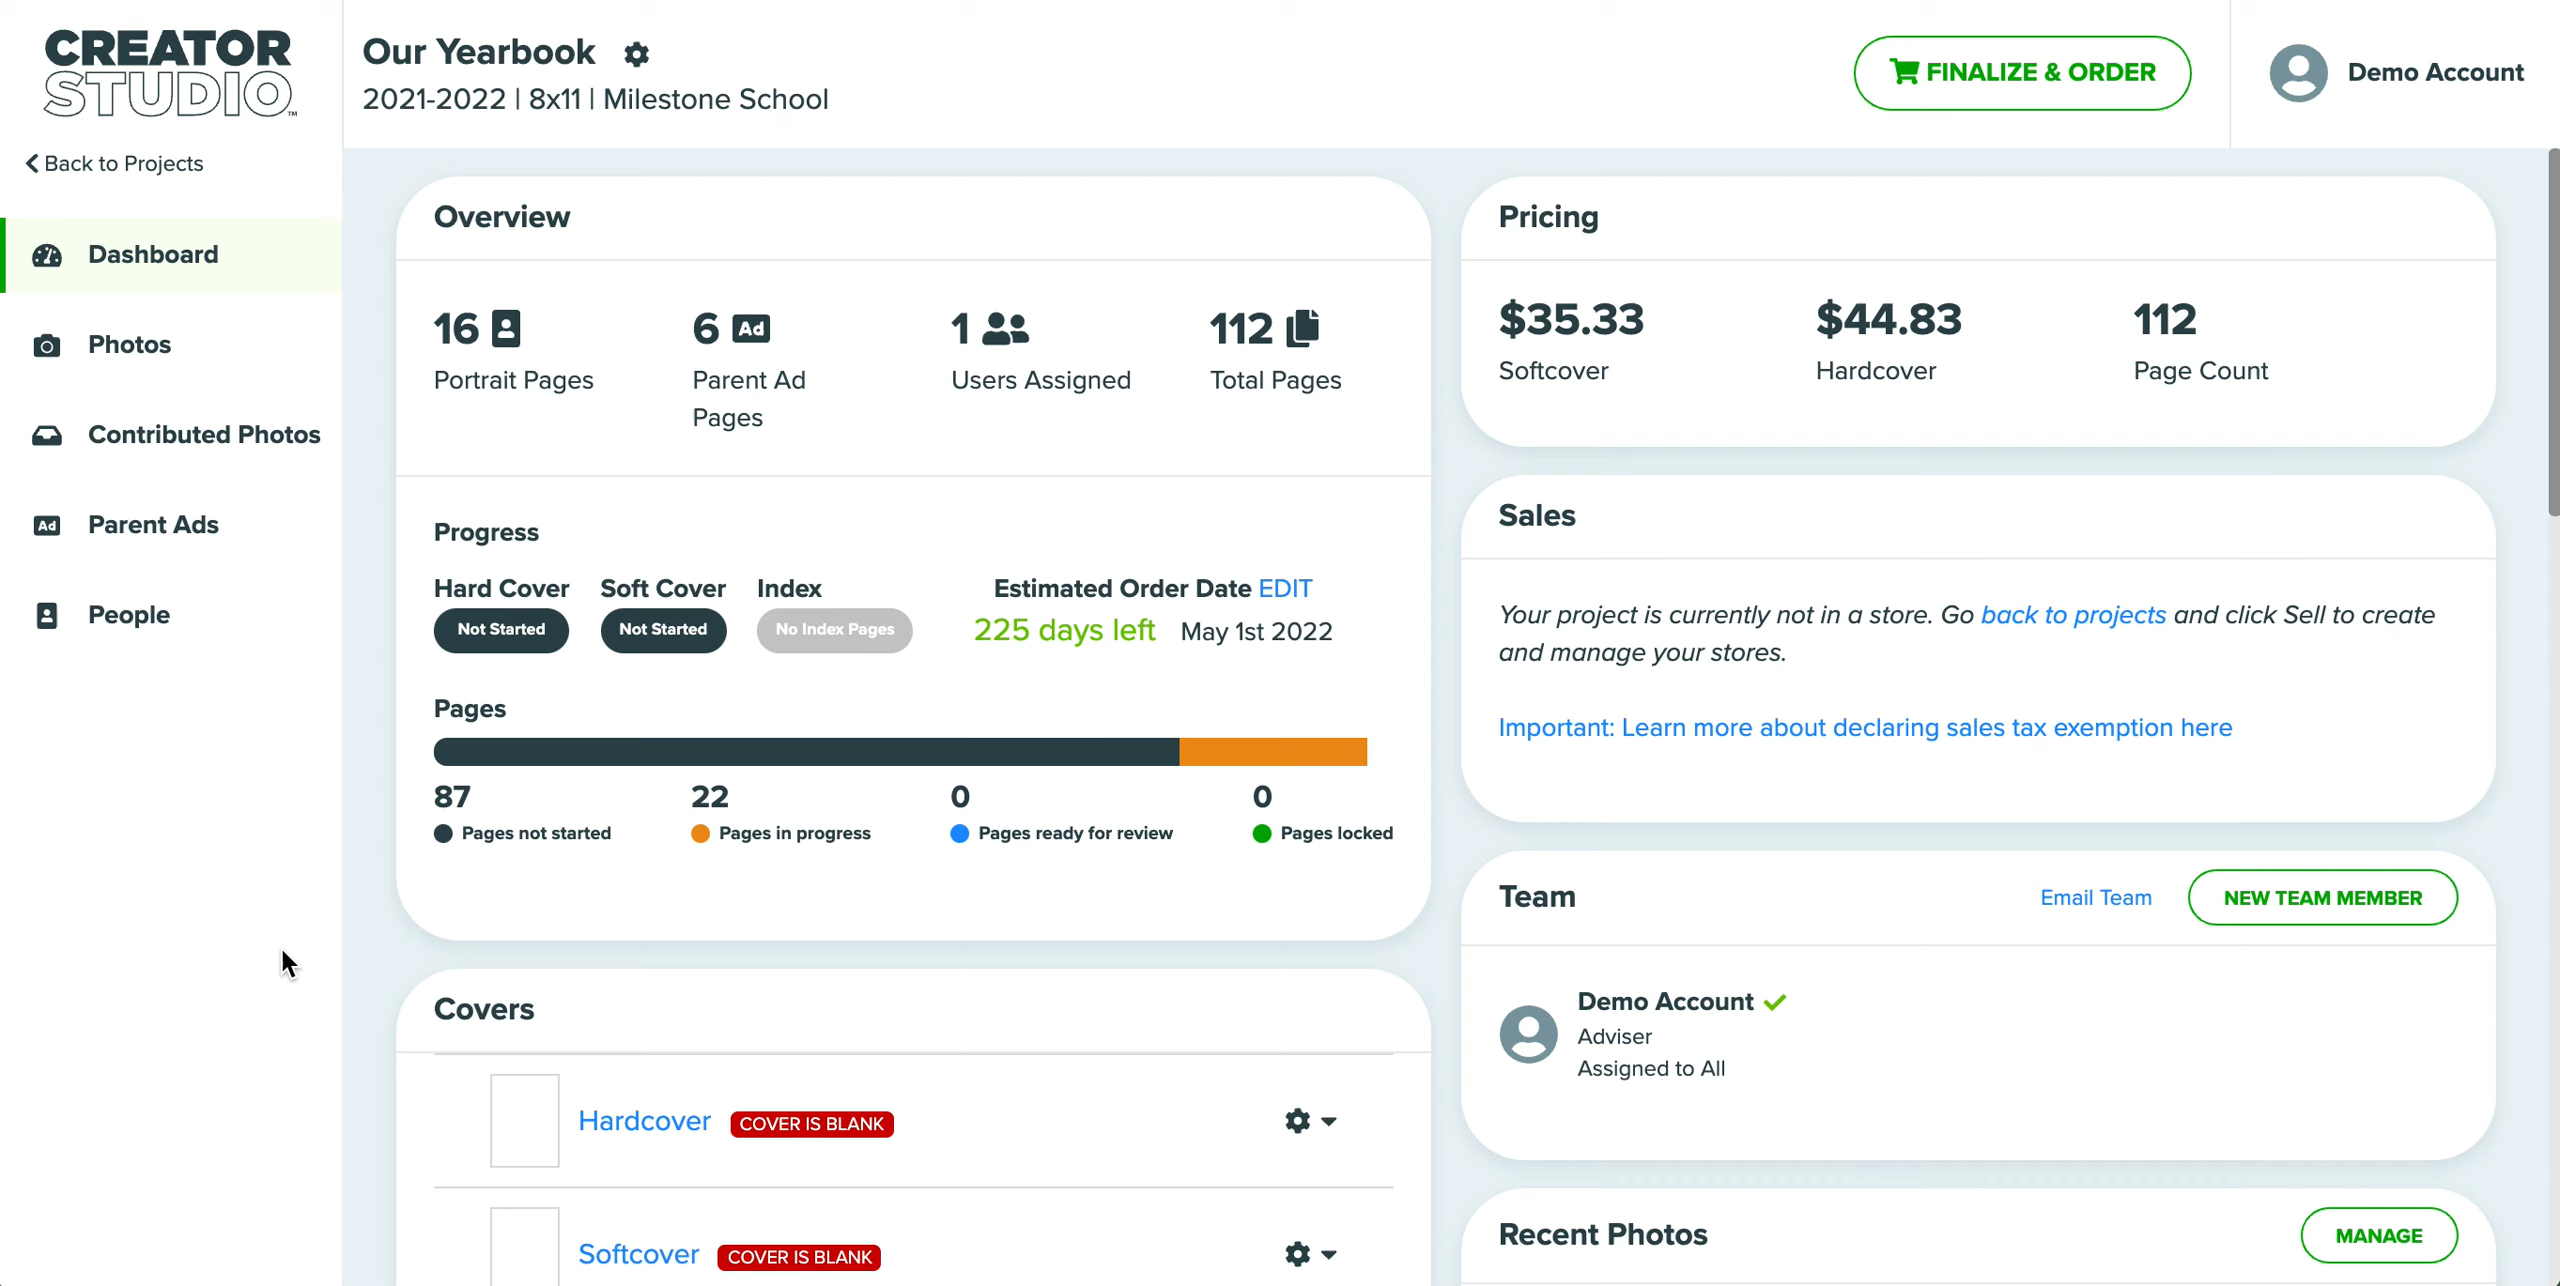 CREATOR
STUDIO™
Back to Projects
Dashboard
Photos
Contributed Photos
Ad Parent Ads
People
Our Yearbook
2021-2022 | 8x11 | Milestone School
FINALIZE & ORDER
Demo Account
Overview
16
Portrait Pages
6 Ad
Parent Ad
Pages
1
Users Assigned
112
Total Pages
Progress
Hard Cover Soft Cover Index
Not Started Not Started No Index Pages
Estimated Order Date EDIT
225 days left May 1st 2022
Pages
87 22 0 0
Pages not started Pages in progress Pages ready for review Pages locked
Covers
Hardcover COVER IS BLANK
Softcover COVER IS BLANK
Pricing
$35.33 $44.83 112
Softcover Hardcover Page Count
Sales
Your project is currently not in a store. Go back to projects and click Sell to create
and manage your stores.
Important: Learn more about declaring sales tax exemption here
Team
Email Team NEW TEAM MEMBER
Demo Account
Adviser
Assigned to All
Recent Photos
MANAGE